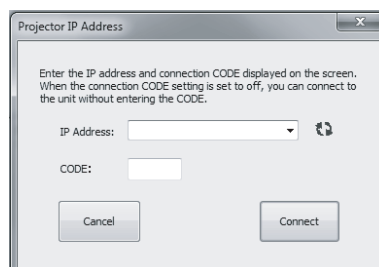 Projector IP Address
Enter the IP address and connection CODE displayed on the screen.
When the connection CODE setting is set to off, you can connect to
the unit without entering the CODE.
IP Address:
CODE:
Cancel Connect